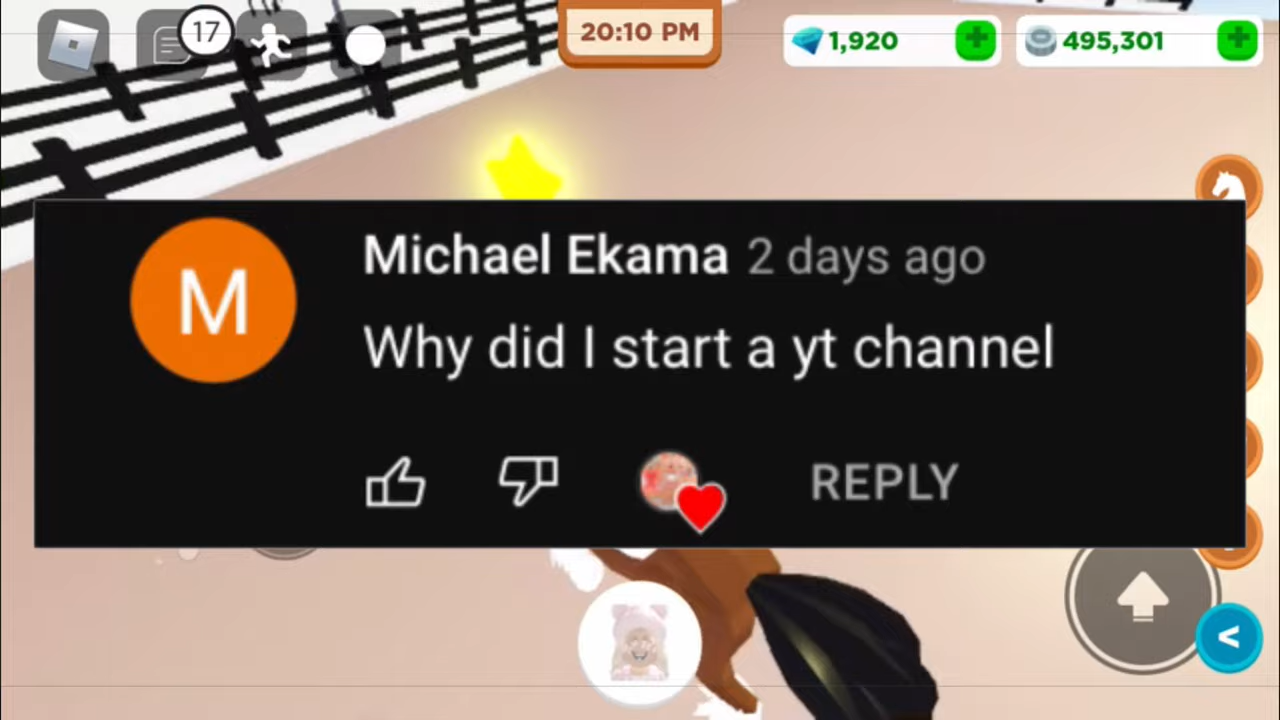 17
20:10 PM
1,920
495,301
Michael Ekama 2 days ago
M
Why did I start a yt channel
REPLY
<